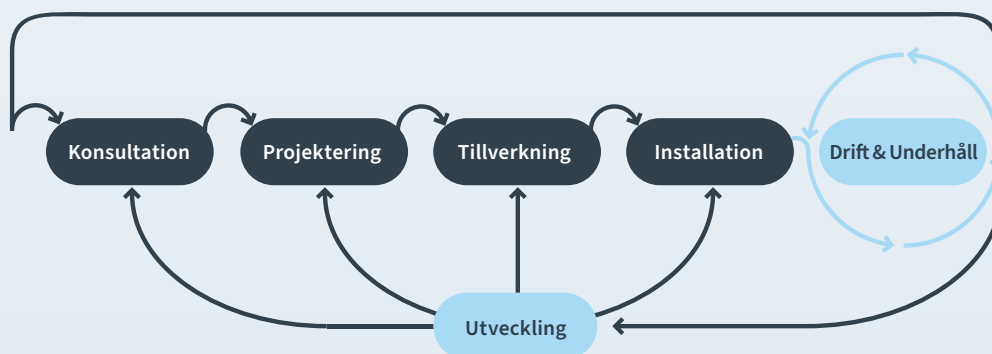 Konsultation
Projektering
Tillverkning
Installation
Drift & Underhåll
Utveckling